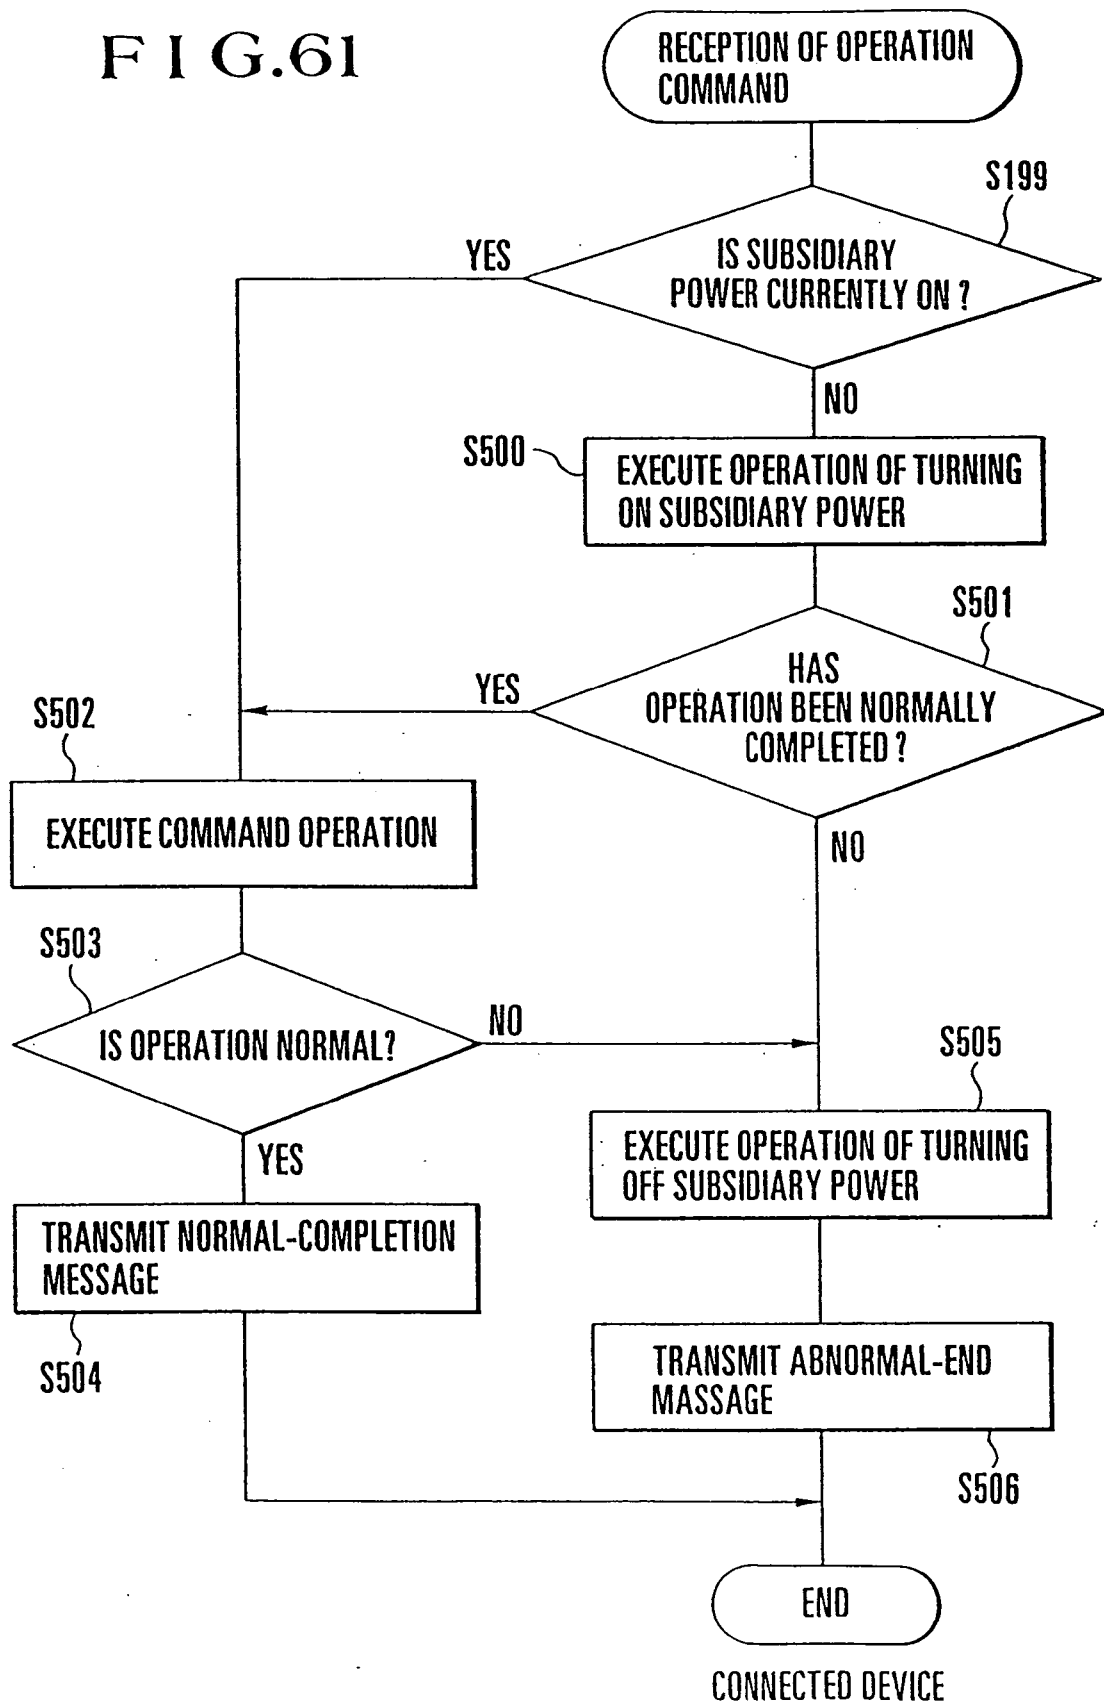 FIG.61
RECEPTION OF OPERATION
COMMAND
S199
IS SUBSIDIARY
POWER CURRENTLY ON ?
YES
NO
S500
EXECUTE OPERATION OF TURNING
ON SUBSIDIARY POWER
S501
HAS
OPERATION BEEN NORMALLY
COMPLETED ?
YES
NO
S502
EXECUTE COMMAND OPERATION
S503
IS OPERATION NORMAL?
NO
YES
S505
EXECUTE OPERATION OF TURNING
OFF SUBSIDIARY POWER
TRANSMIT NORMAL-COMPLETION
MESSAGE
S504
TRANSMIT ABNORMAL-END
MASSAGE
S506
END
CONNECTED DEVICE